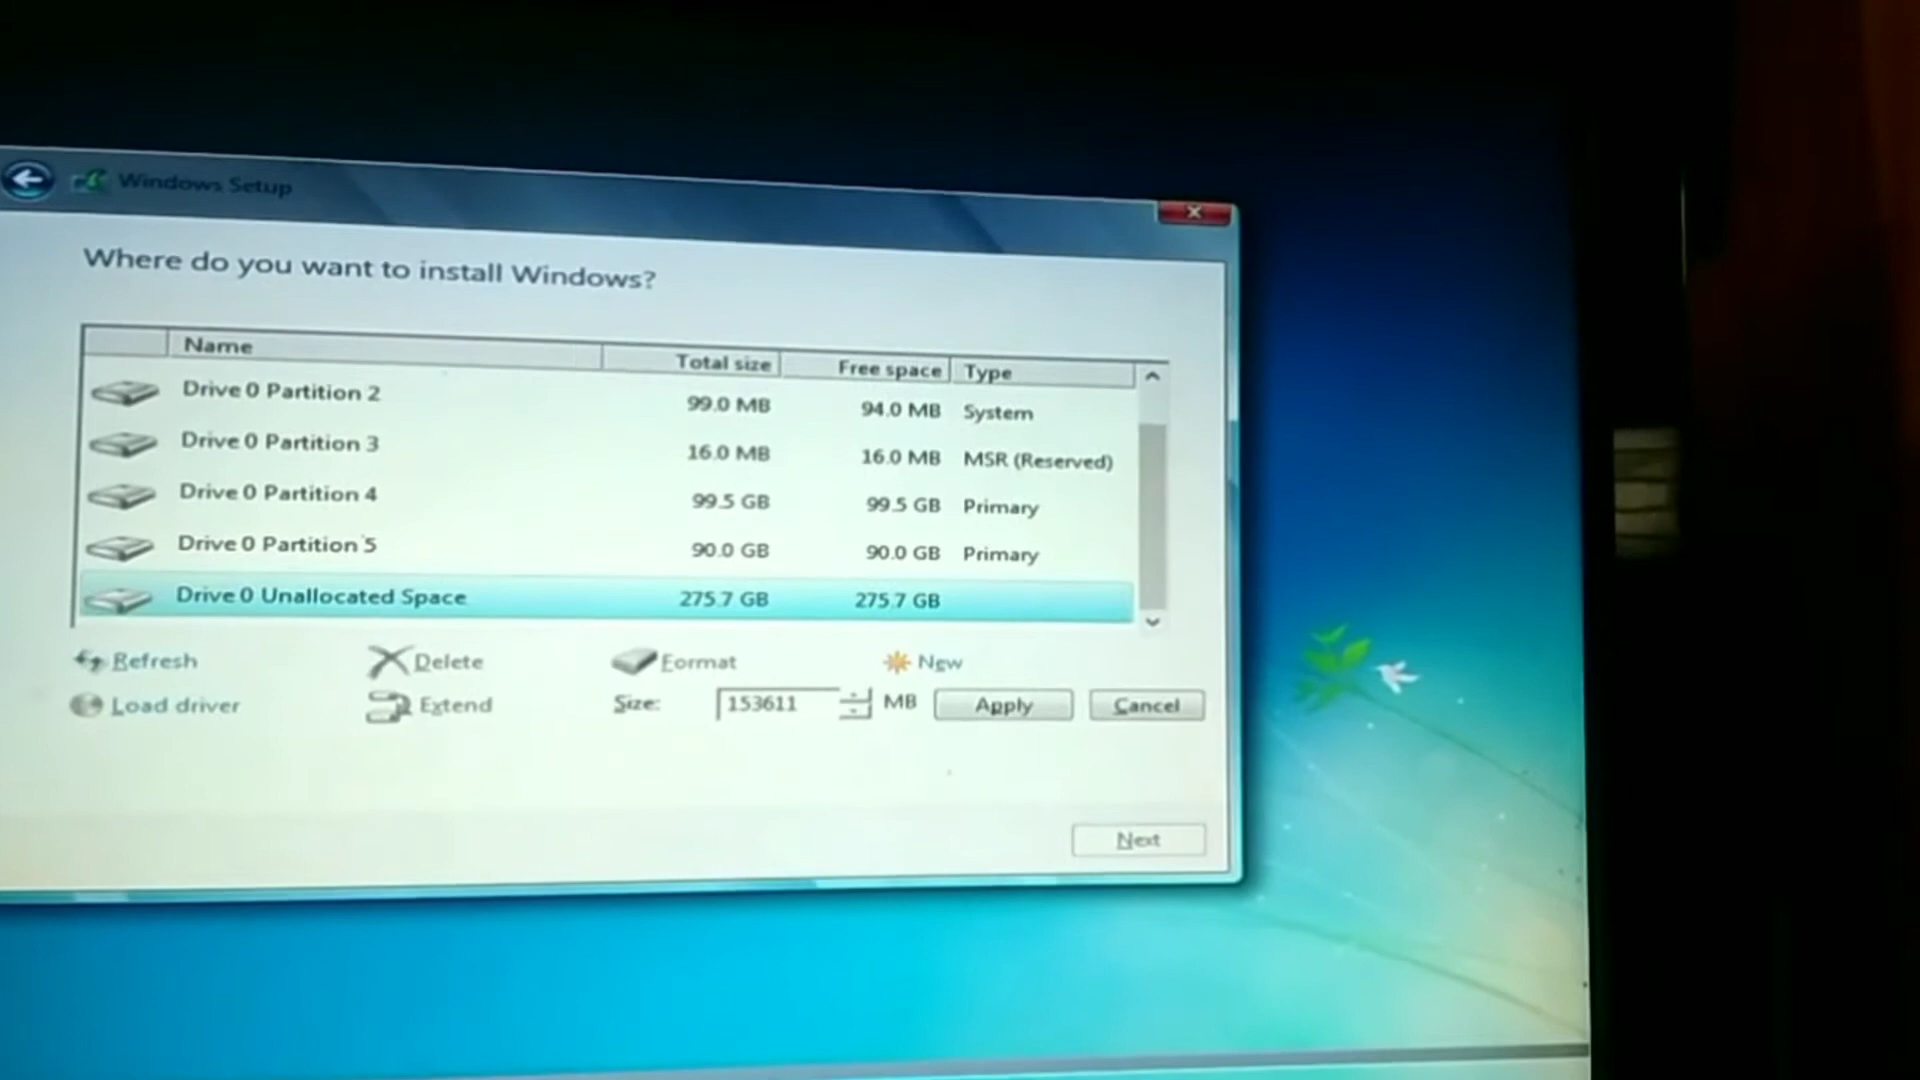 Windows Setup
Where do you want to install Windows?
Name Total size Free space Type
Drive 0 Partition 2 99.0 MB 94.0 MB System
Drive 0 Partition 3 16.0 MB 16.0 MB MSR (Reserved)
Drive 0 Partition 4 99.5 GB 99.5 GB Primary
Drive 0 Partition 5 90.0 GB 90.0 GB Primary
Drive 0 Unallocated Space 275.7 GB 275.7 GB
Refresh Delete Format New
Load driver Extend Size: 153611 MB Apply Cancel
Next